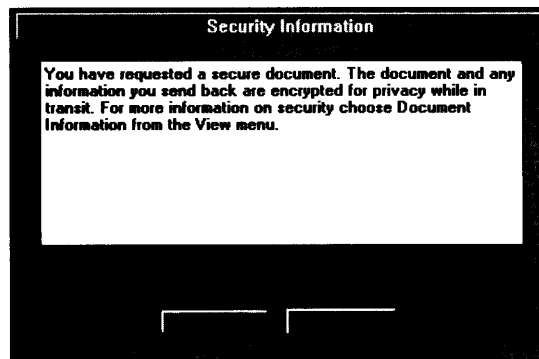 Security Information
You have requested a secure document. The document and any
information you send back are encrypted for privacy while in
transit. For more information on security choose Document
Information from the View menu.